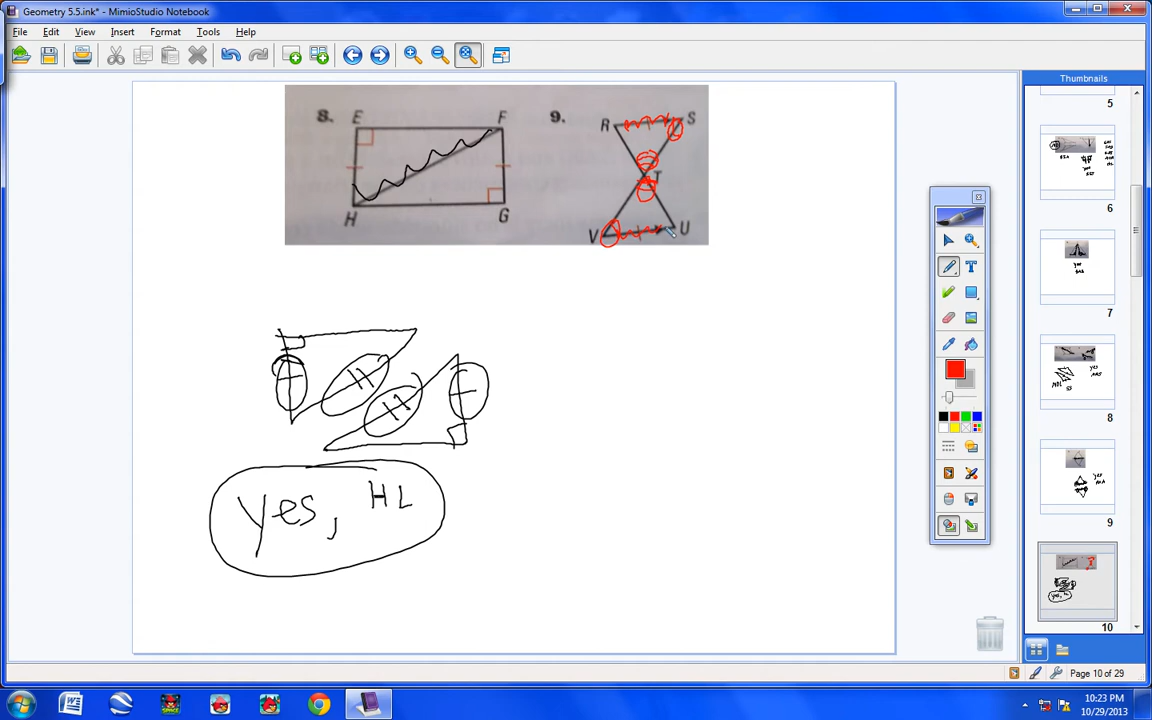 Geometry 5.5.ink* - MimioStudio Notebook
File Edit View Insert Format Tools Help
Thumbnails
8. E F 9. R S
T
H G V U
Yes, HL
5
6
7
8
9
10
Page 10 of 29
10:23 PM
10/29/2013